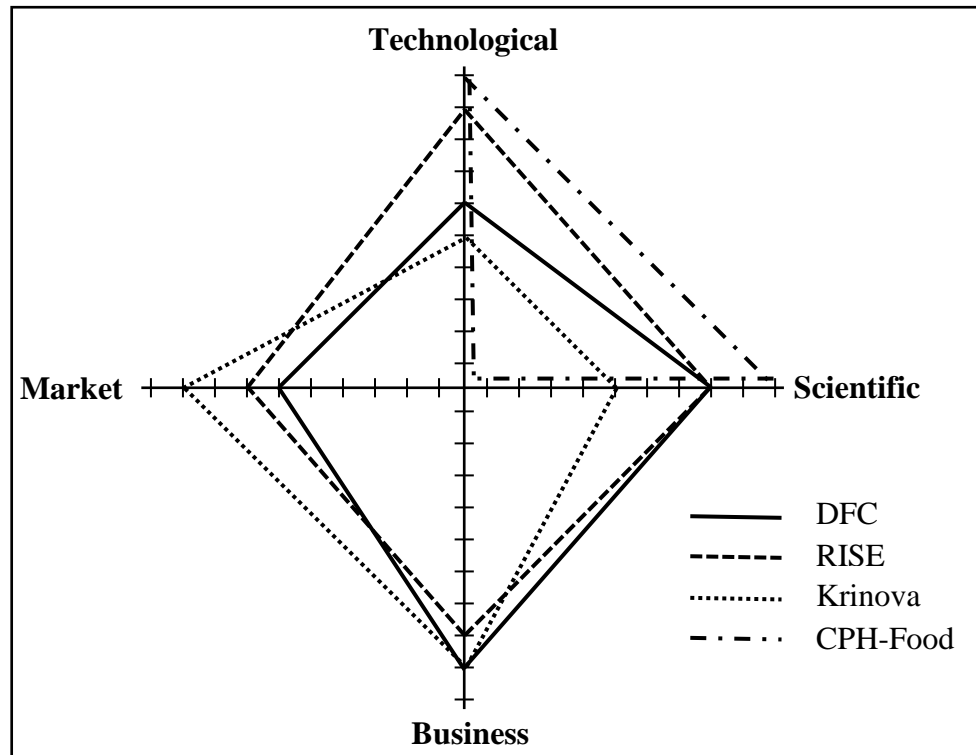 Technological
Market
Scientific
DFC
RISE
Krinova
CPH-Food
Business